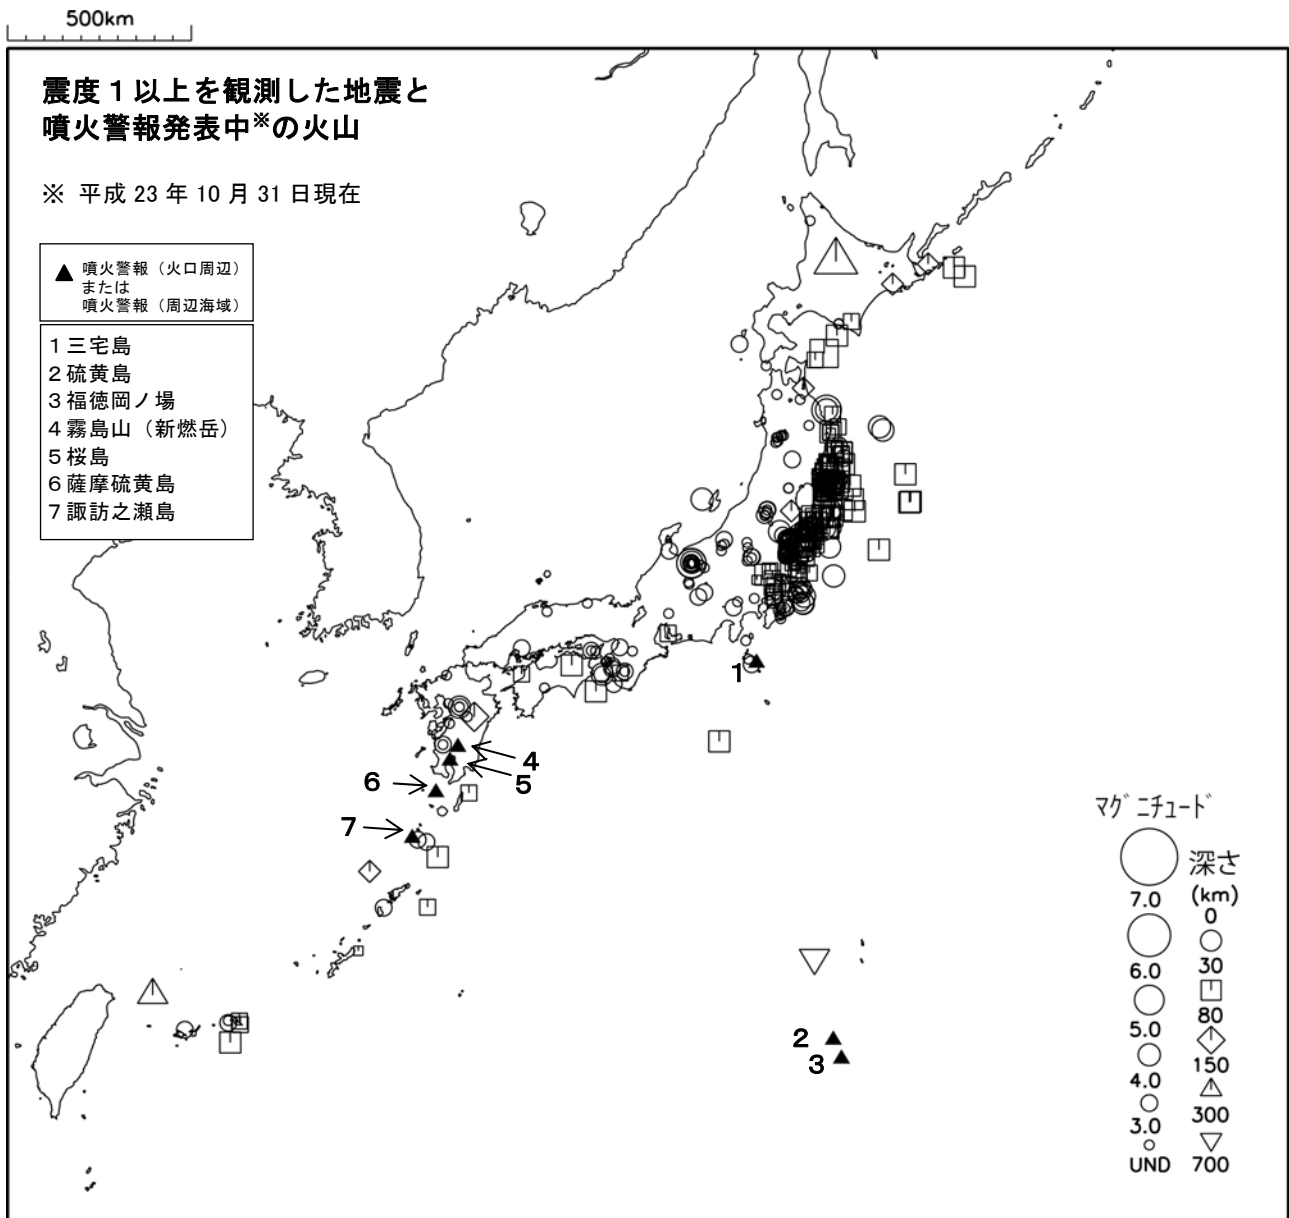 500km
震度１以上を観測した地震と
噴火警報発表中※の火山
※ 平成 23 年 10 月 31 日現在
▲ 噴火警報（火口周辺）
または
噴火警報（周辺海域）
1 三宅島
2 硫黄島
3 福徳岡ノ場
4 霧島山（新燃岳）
5 桜島
6 薩摩硫黄島
7 諏訪之瀬島
1
4
5
6
7
2
3
マグニチュード
7.0
6.0
5.0
4.0
3.0
UND
深さ
(km)
0
30
80
150
300
700